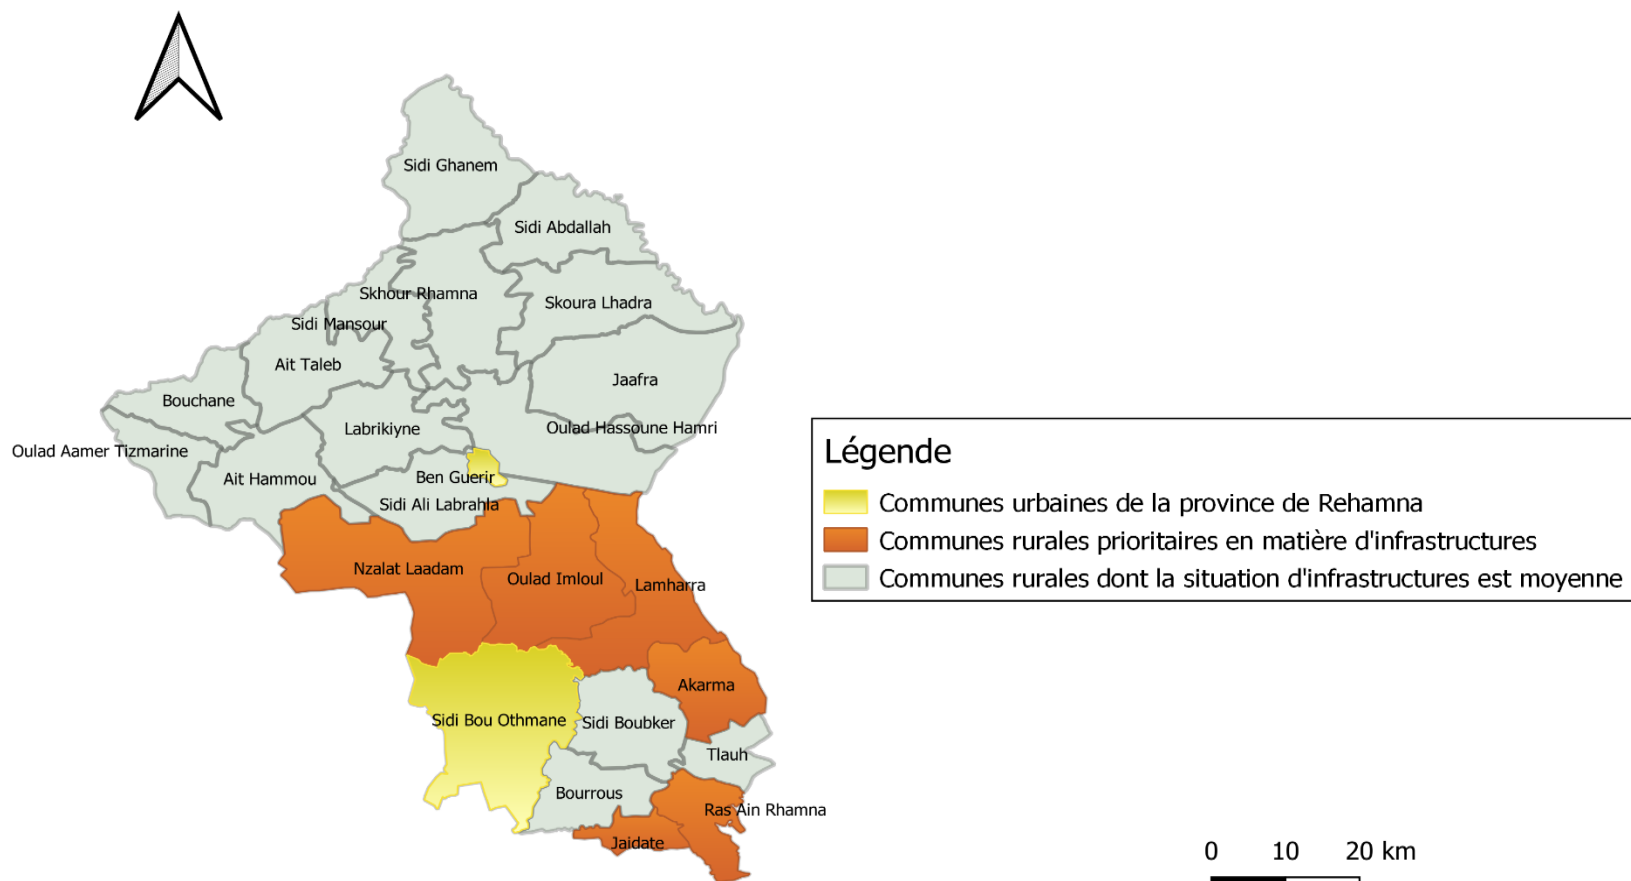 Sidi Ghanem
Sidi Abdallah
Skhour Rhamna
Skoura Lhadra
Sidi Mansour
Ait Taleb
Jaafra
Bouchane
Labrikiyne
Oulad Hassoune Hamri
Oulad Aamer Tizmarine
Ait Hammou
Ben Guerir
Sidi Ali Labrahla
Nzalat Laadam
Oulad Imloul
Lamharra
Akarma
Sidi Bou Othmane
Sidi Boubker
Tlauh
Bourrous
Ras Ain Rhamna
Jaidate
Légende
Communes urbaines de la province de Rehamna
Communes rurales prioritaires en matière d'infrastructures
Communes rurales dont la situation d'infrastructures est moyenne
0 10 20 km